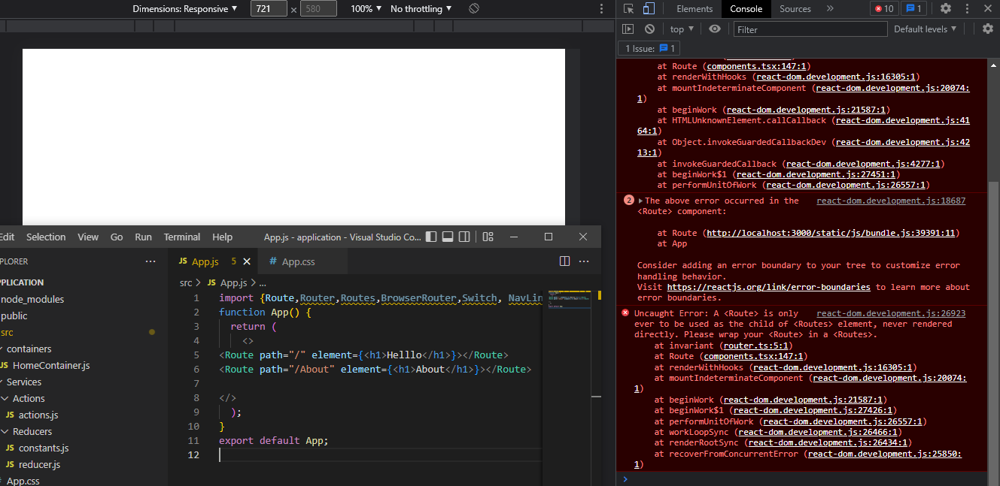 Dimensions: Responsive ▼ 721 × 580 100% ▼ No throttling ▼
Elements Console Sources » 10 1
top ▼ Filter Default levels ▼
1 Issue: 1
at Route (components.tsx:147:1)
at renderWithHooks (react-dom.development.js:16305:1)
at mountIndeterminateComponent (react-dom.development.js:20074:
1)
at beginWork (react-dom.development.js:21587:1)
at HTMLUnknownElement.callCallback (react-dom.development.js:41
64:1)
at Object.invokeGuardedCallbackDev (react-dom.development.js:42
13:1)
at invokeGuardedCallback (react-dom.development.js:4277:1)
at beginWork$1 (react-dom.development.js:27451:1)
at performUnitOfWork (react-dom.development.js:26557:1)
2 ▶The above error occurred in the react-dom.development.js:18687
<Route> component:
at Route (http://localhost:3000/static/js/bundle.js:39391:11)
at App
Consider adding an error boundary to your tree to customize error
handling behavior.
Visit https://reactjs.org/link/error-boundaries to learn more about
error boundaries.
Uncaught Error: A <Route> is only react-dom.development.js:26923
ever to be used as the child of <Routes> element, never rendered
directly. Please wrap your <Route> in a <Routes>.
at invariant (router.ts:5:1)
at Route (components.tsx:147:1)
at renderWithHooks (react-dom.development.js:16305:1)
at mountIndeterminateComponent (react-dom.development.js:20074:
1)
at beginWork (react-dom.development.js:21587:1)
at beginWork$1 (react-dom.development.js:27426:1)
at performUnitOfWork (react-dom.development.js:26557:1)
at workLoopSync (react-dom.development.js:26466:1)
at renderRootSync (react-dom.development.js:26434:1)
at recoverFromConcurrentError (react-dom.development.js:25850:
1)
Edit Selection View Go Run Terminal Help App.js - application - Visual Studio Co...
PLORER ···
PPLICATION
node_modules
public
src
containers
JS HomeContainer.js
Services
Actions
JS actions.js
Reducers
JS constants.js
JS reducer.js
App.css
JS App.js 5 × # App.css
src > JS App.js > ...
1 import {Route,Router,Routes,BrowserRouter,Switch, NavLin
2 function App() {
3 return (
4 <>
5 <Route path="/" element={<h1>Helllo</h1>}></Route>
6 <Route path="/About" element={<h1>About</h1>}></Route>
7
8 </>
9 );
10 }
11 export default App;
12